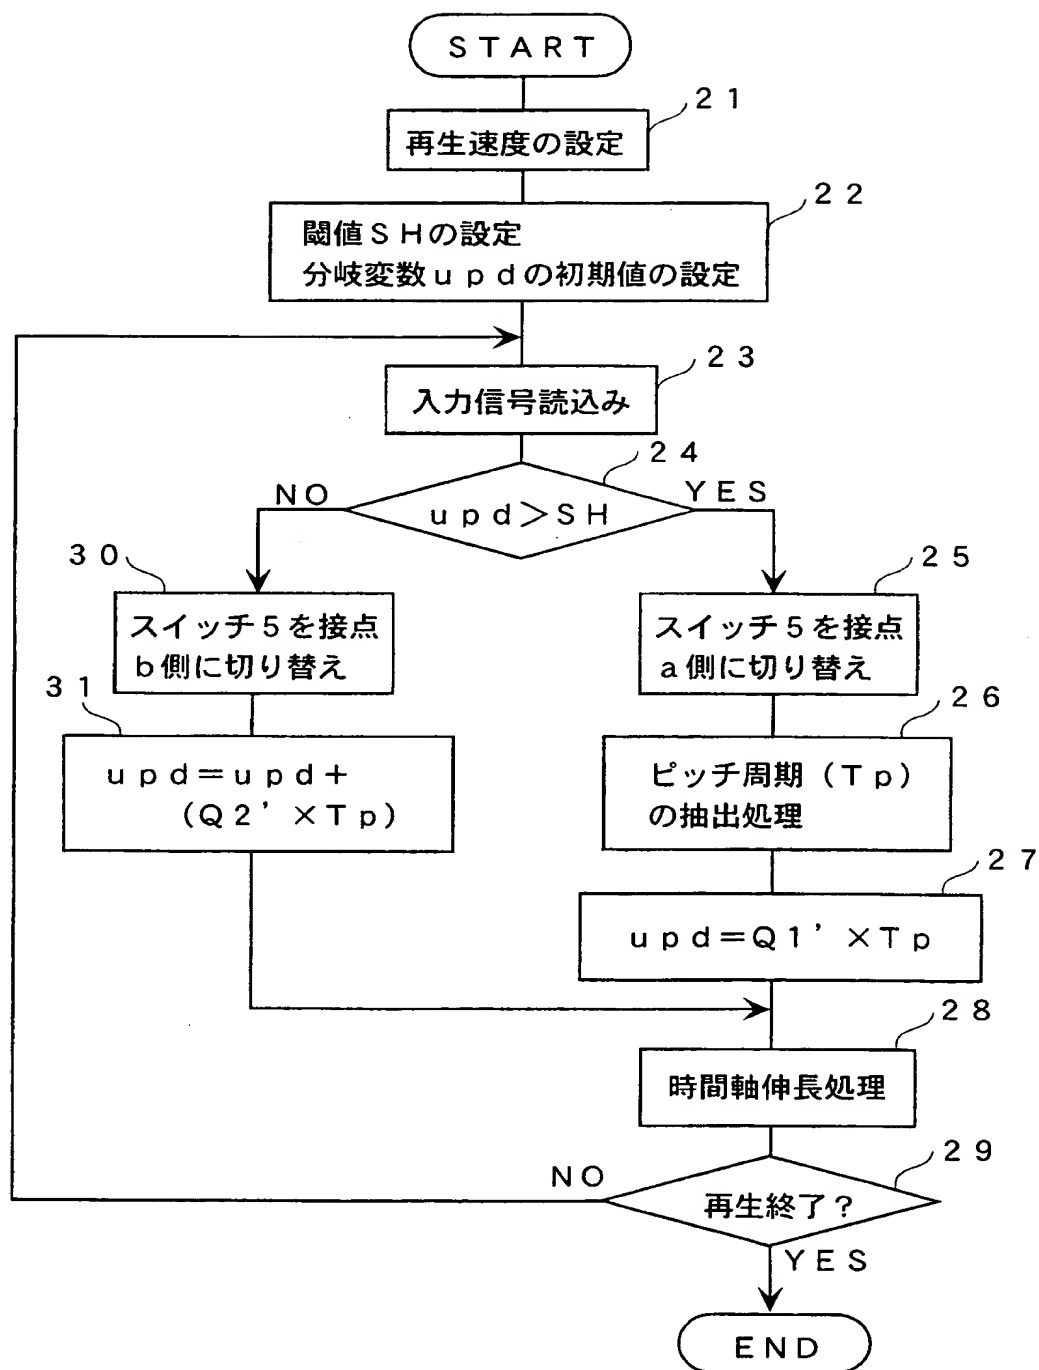 START
21
再生速度の設定
22
閾値SHの設定
分岐変数updの初期値の設定
23
入力信号読込み
24
NO
YES
upd>SH
30
25
スイッチ5を接点
b側に切り替え
スイッチ5を接点
a側に切り替え
31
26
upd=upd+
(Q2'×Tp)
ピッチ周期(Tp)
の抽出処理
27
upd=Q1'×Tp
28
時間軸伸長処理
29
NO
再生終了?
YES
END